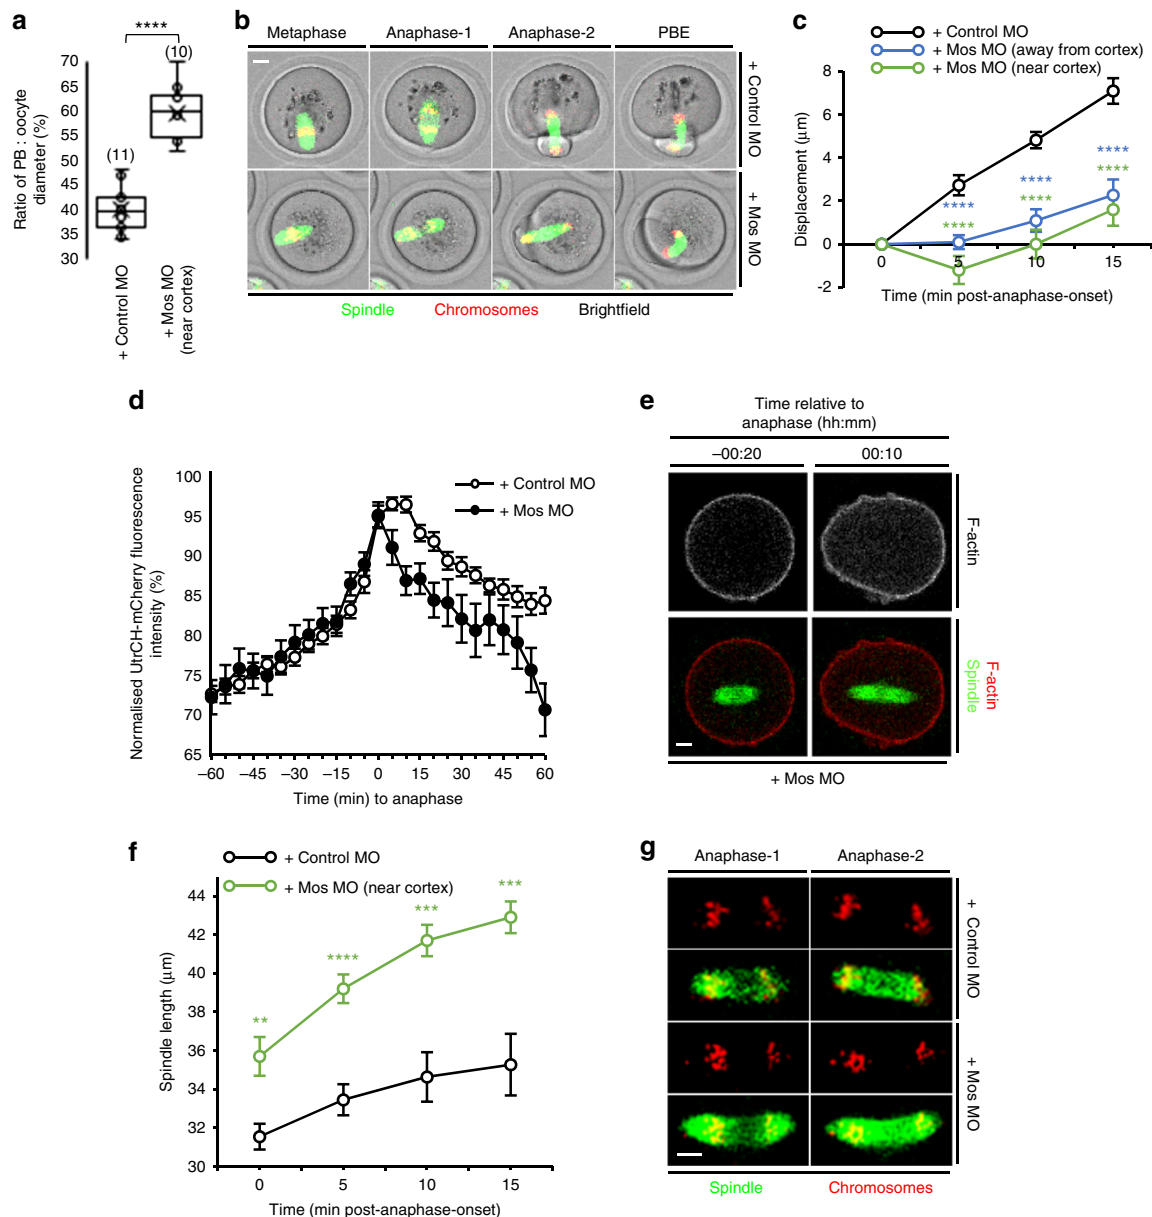 a
****
(10)
(11)
Ratio of PB : oocyte
diameter (%)
70
65
60
55
50
45
40
35
30
+ Control MO
+ Mos MO
(near cortex)
b
Metaphase
Anaphase-1
Anaphase-2
PBE
+ Control MO
+ Mos MO
Spindle
Chromosomes
Brightfield
c
+ Control MO
+ Mos MO (away from cortex)
+ Mos MO (near cortex)
Displacement (μm)
8
6
4
2
0
-2
****
****
****
****
****
****
0
5
10
15
Time (min post-anaphase-onset)
d
+ Control MO
+ Mos MO
Normalised UtrCH-mCherry fluorescence
intensity (%)
100
95
90
85
80
75
70
65
–60
–45
–30
–15
0
15
30
45
60
Time (min) to anaphase
e
Time relative to
anaphase (hh:mm)
–00:20
00:10
F-actin
F-actin
Spindle
+ Mos MO
f
+ Control MO
+ Mos MO (near cortex)
Spindle length (μm)
44
42
40
38
36
34
32
30
**
****
***
***
0
5
10
15
Time (min post-anaphase-onset)
g
Anaphase-1
Anaphase-2
+ Control MO
+ Mos MO
Spindle
Chromosomes